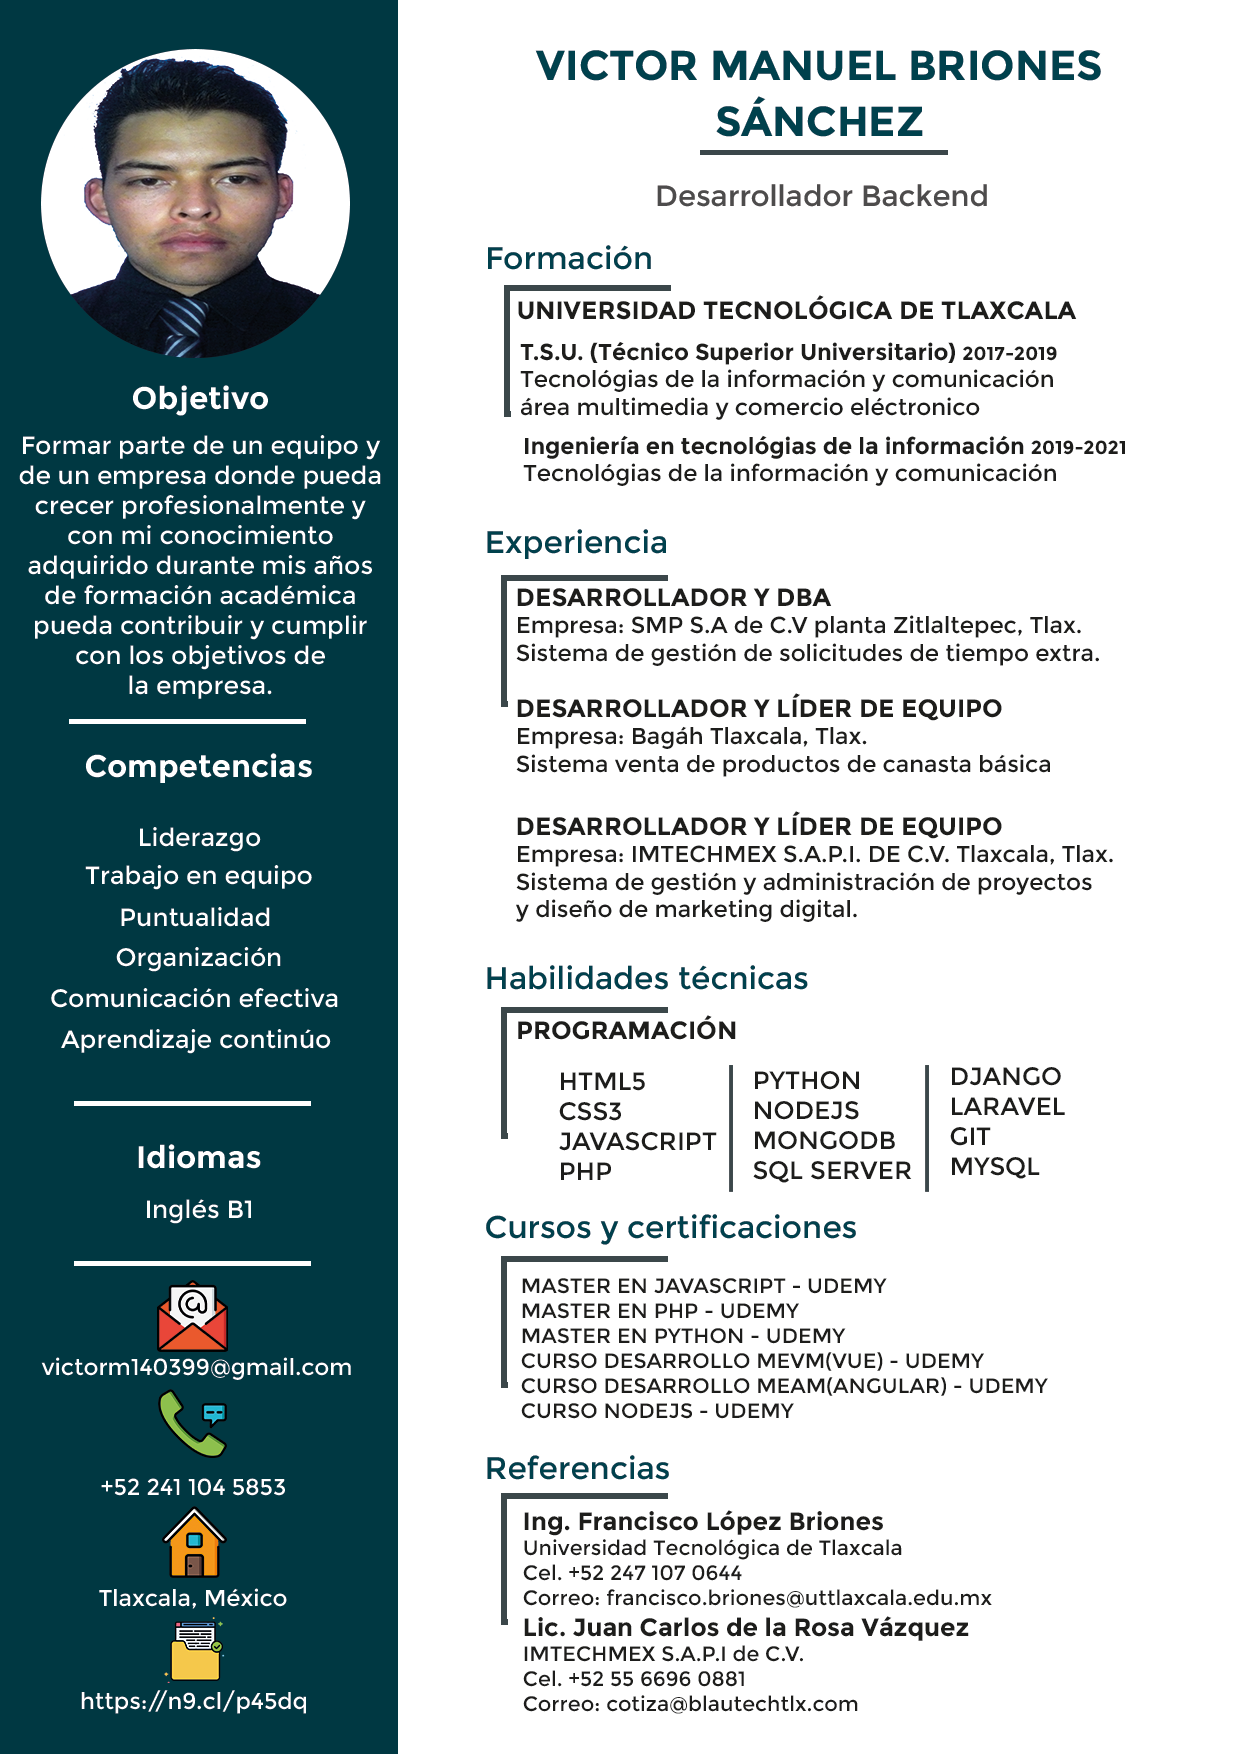 VICTOR MANUEL BRIONES
SÁNCHEZ
Desarrollador Backend
Objetivo
Formar parte de un equipo y
de un empresa donde pueda
crecer profesionalmente y
con mi conocimiento
adquirido durante mis años
de formación académica
pueda contribuir y cumplir
con los objetivos de
la empresa.
Competencias
Liderazgo
Trabajo en equipo
Puntualidad
Organización
Comunicación efectiva
Aprendizaje continúo
Idiomas
Inglés B1
victorm140399@gmail.com
+52 241 104 5853
Tlaxcala, México
https://n9.cl/p45dq
Formación
UNIVERSIDAD TECNOLÓGICA DE TLAXCALA
T.S.U. (Técnico Superior Universitario) 2017-2019
Tecnológias de la información y comunicación
área multimedia y comercio eléctronico
Ingeniería en tecnológias de la información 2019-2021
Tecnológias de la información y comunicación
Experiencia
DESARROLLADOR Y DBA
Empresa: SMP S.A de C.V planta Zitlaltepec, Tlax.
Sistema de gestión de solicitudes de tiempo extra.
DESARROLLADOR Y LÍDER DE EQUIPO
Empresa: Bagáh Tlaxcala, Tlax.
Sistema venta de productos de canasta básica
DESARROLLADOR Y LÍDER DE EQUIPO
Empresa: IMTECHMEX S.A.P.I. DE C.V. Tlaxcala, Tlax.
Sistema de gestión y administración de proyectos
y diseño de marketing digital.
Habilidades técnicas
PROGRAMACIÓN
HTML5
CSS3
JAVASCRIPT
PHP
PYTHON
NODEJS
MONGODB
SQL SERVER
DJANGO
LARAVEL
GIT
MYSQL
Cursos y certificaciones
MASTER EN JAVASCRIPT - UDEMY
MASTER EN PHP - UDEMY
MASTER EN PYTHON - UDEMY
CURSO DESARROLLO MEVM(VUE) - UDEMY
CURSO DESARROLLO MEAM(ANGULAR) - UDEMY
CURSO NODEJS - UDEMY
Referencias
Ing. Francisco López Briones
Universidad Tecnológica de Tlaxcala
Cel. +52 247 107 0644
Correo: francisco.briones@uttlaxcala.edu.mx
Lic. Juan Carlos de la Rosa Vázquez
IMTECHMEX S.A.P.I de C.V.
Cel. +52 55 6696 0881
Correo: cotiza@blautechtlx.com